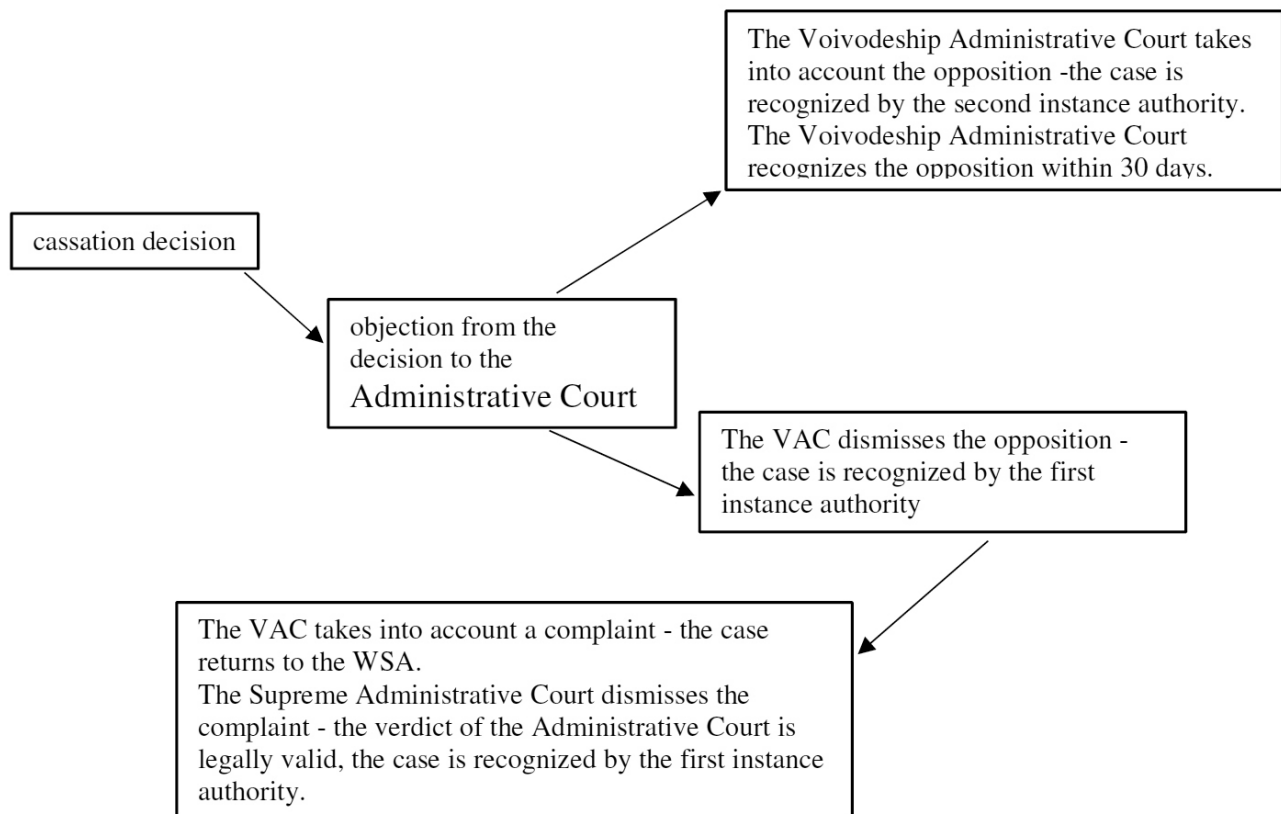 The Voivodeship Administrative Court takes
into account the opposition -the case is
recognized by the second instance authority.
The Voivodeship Administrative Court
recognizes the opposition within 30 days.
cassation decision
objection from the
decision to the
Administrative Court
The VAC dismisses the opposition -
the case is recognized by the first
instance authority
The VAC takes into account a complaint - the case
returns to the WSA.
The Supreme Administrative Court dismisses the
complaint - the verdict of the Administrative Court is
legally valid, the case is recognized by the first instance
authority.